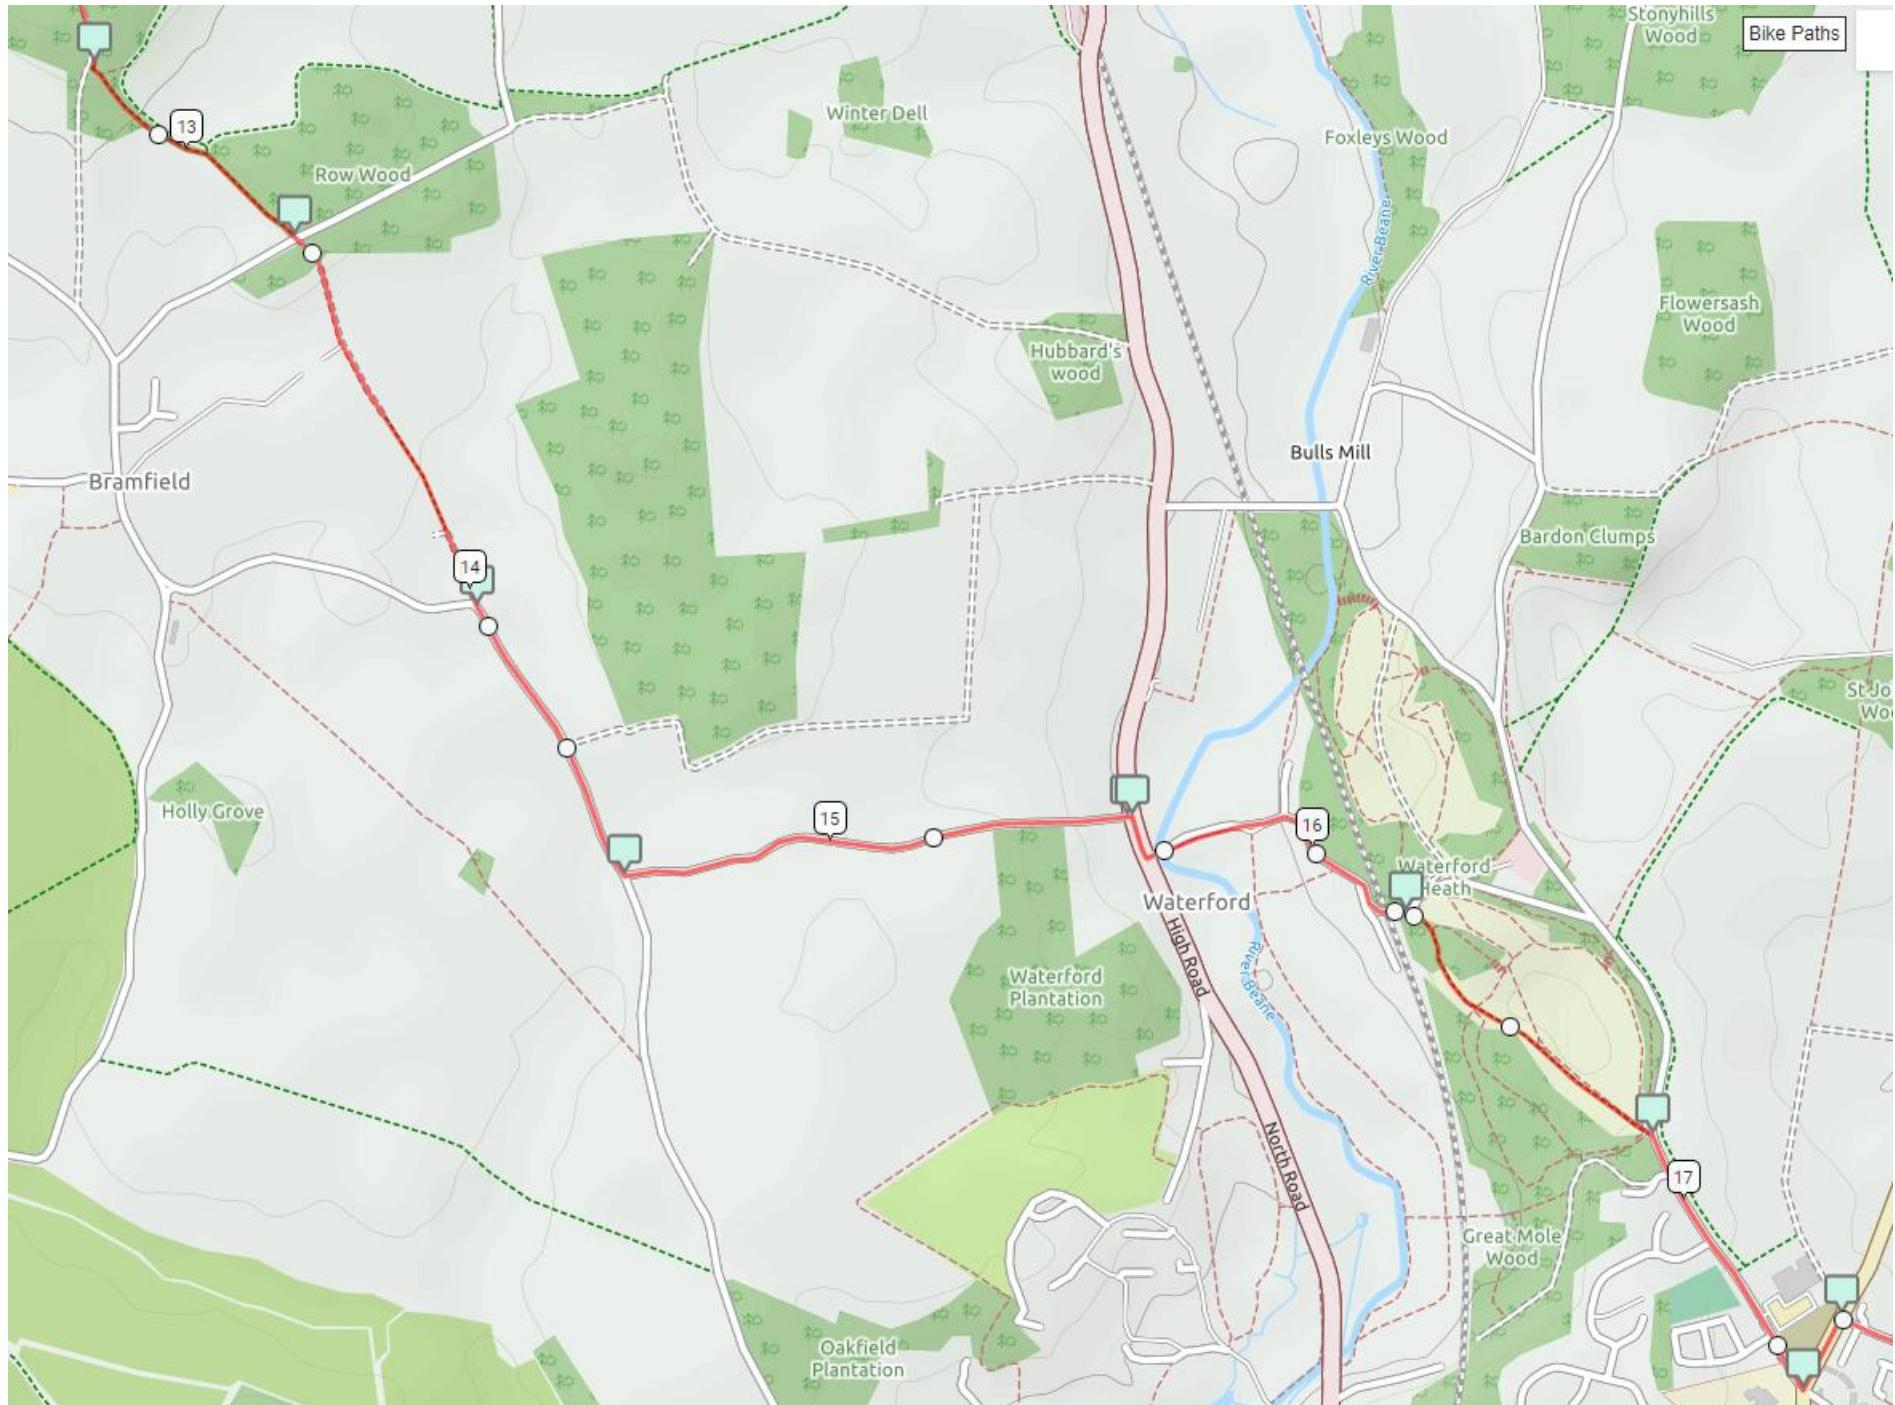 Stonyhills
Wood
Bike Paths
Winter Dell
13
Foxleys Wood
Row Wood
River Beane
Flowersash
Wood
Hubbard's
wood
Bulls Mill
Bramfield
Bardon Clumps
14
Holly Grove
15
16
Waterford
Heath
Waterford
High Road
River Beane
Waterford
Plantation
North Road
17
Great Mole
Wood
Oakfield
Plantation